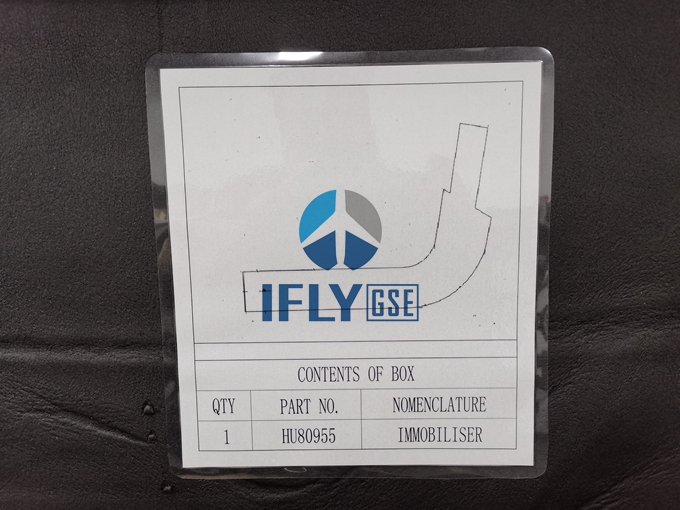 IFLY GSE
CONTENTS OF BOX
QTY PART NO. NOMENCLATURE
1 HU80955 IMMOBILISER